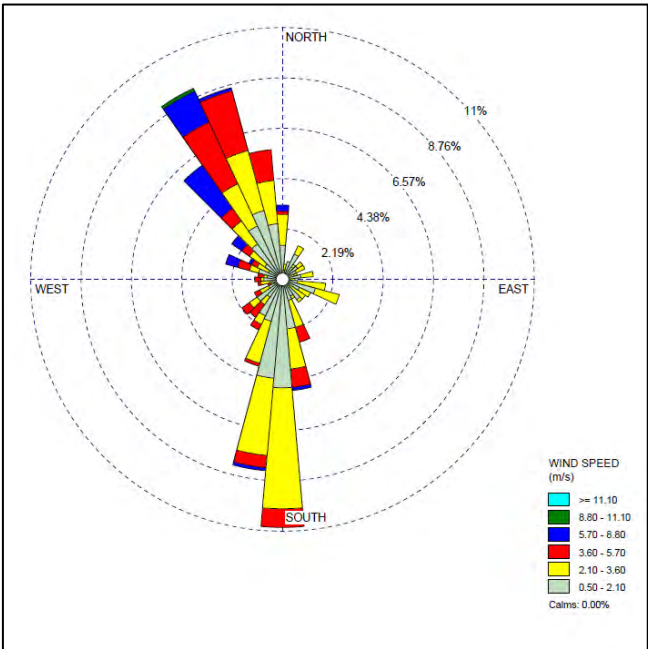 NORTH
11%
8.76%
6.57%
4.38%
2.19%
WEST
EAST
SOUTH
WIND SPEED
(m/s)
>= 11.10
8.80 - 11.10
5.70 - 8.80
3.60 - 5.70
2.10 - 3.60
0.50 - 2.10
Calms: 0.00%